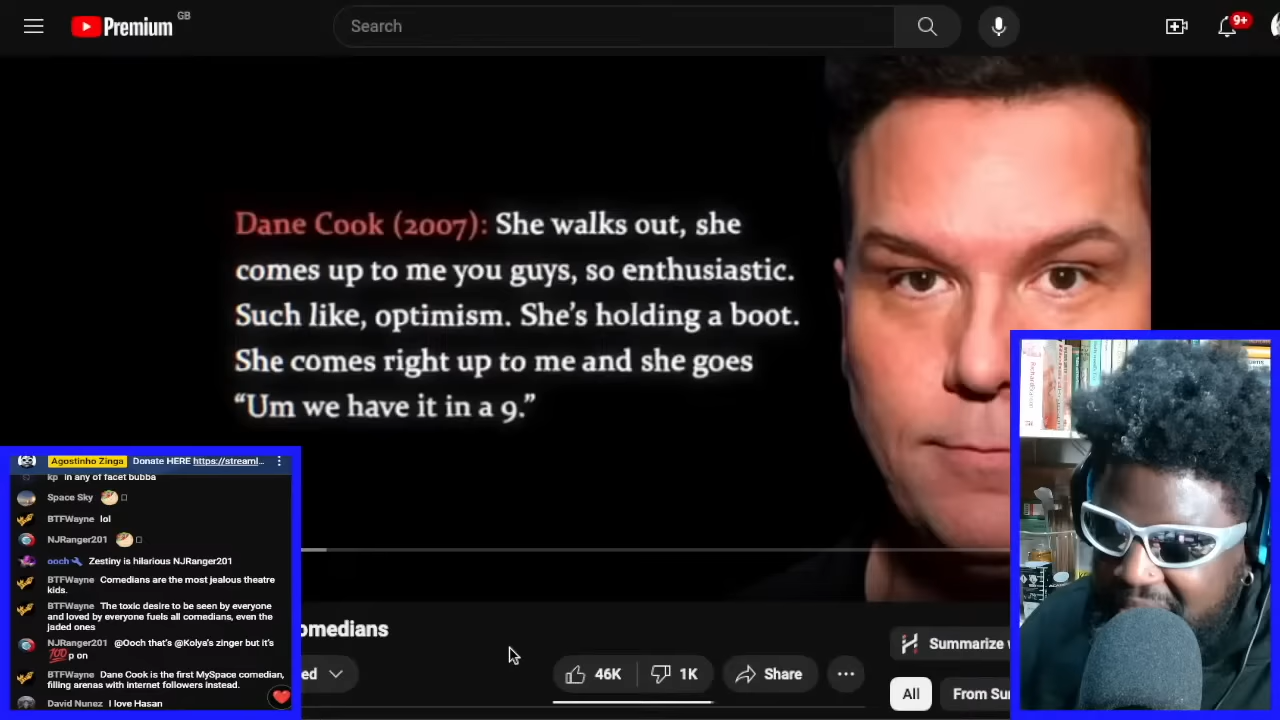 Premium
GB
Search
9+
Dane Cook (2007): She walks out, she
comes up to me you guys, so enthusiastic.
Such like, optimism. She's holding a boot.
She comes right up to me and she goes
“Um we have it in a 9.”
Agostinho Zinga Donate HERE https://streaml...
kp in any of facet bubba
Space Sky
BTFWayne lol
NJRanger201
ooch Zestiny is hilarious NJRanger201
BTFWayne Comedians are the most jealous theatre
kids.
BTFWayne The toxic desire to be seen by everyone
and loved by everyone fuels all comedians, even the
jaded ones
NJRanger201 @Ooch that's @Kolya's zinger but it's
100 p on
BTFWayne Dane Cook is the first MySpace comedian,
filling arenas with internet followers instead.
David Nunez I love Hasan
omedians
ed
46K
1K
Share
Summarize
All
From Su